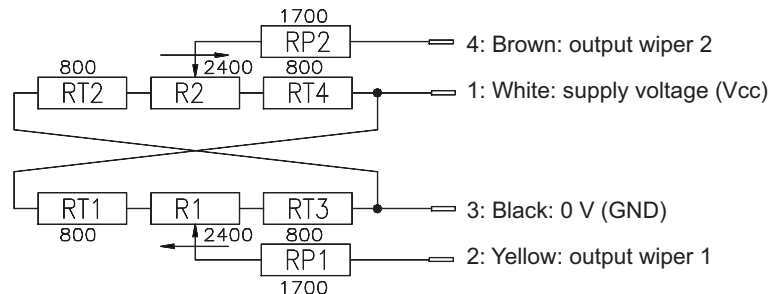 1700
RP2
4: Brown: output wiper 2
800
2400
800
RT2
R2
RT4
1: White: supply voltage (Vcc)
RT1
R1
RT3
3: Black: 0 V (GND)
800
2400
800
RP1
2: Yellow: output wiper 1
1700